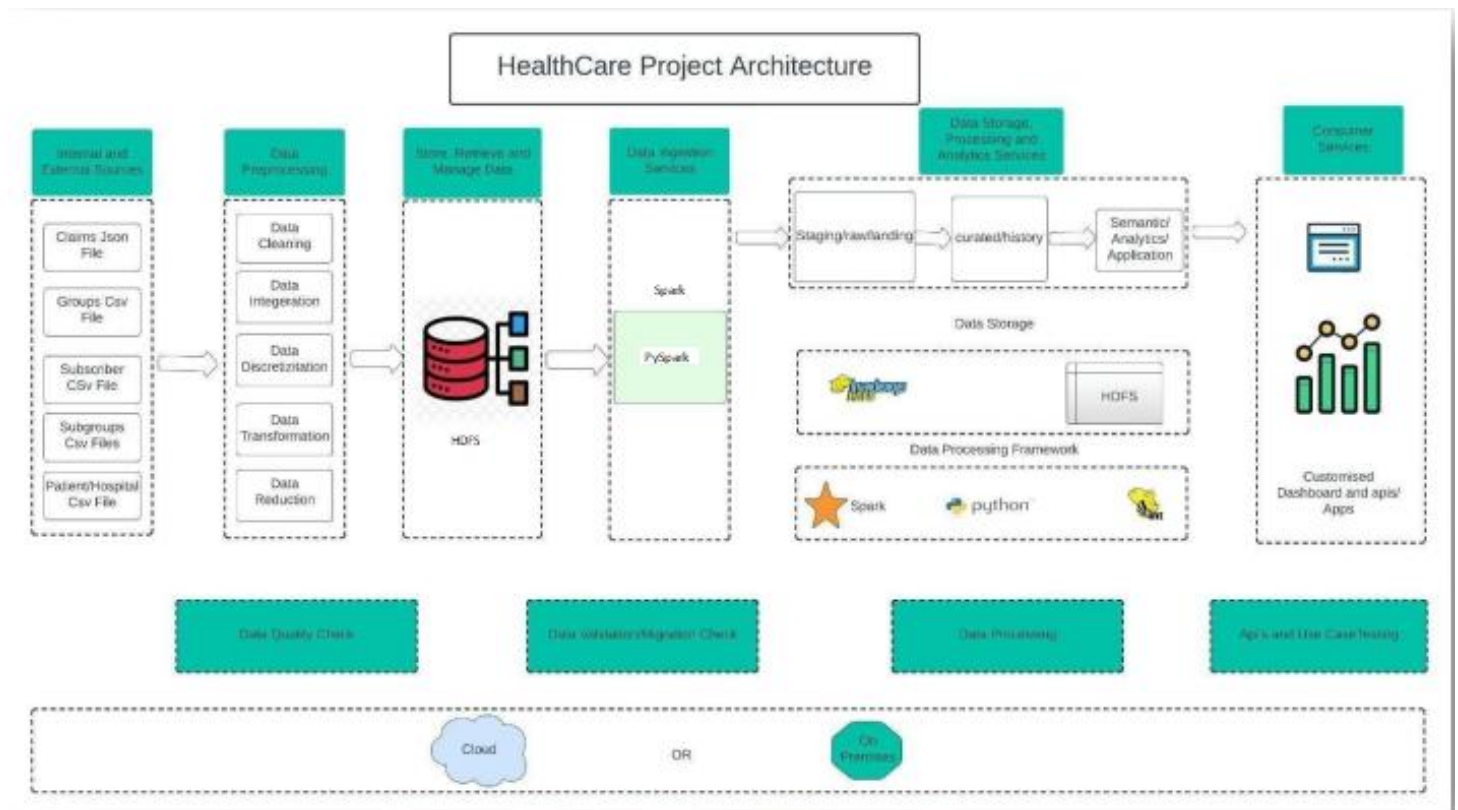 HealthCare Project Architecture
Internal and
External Sources
Claims Json
File
Groups Csv
File
Subscriber
CSv File
Subgroups
Csv Files
Patient/Hospital
Csv File
Data
Preprocessing
Data
Cleaning
Data
Integeration
Data
Discretizitation
Data
Transformation
Data
Reduction
Store, Retrieve and
Manage Data
HDFS
Data Ingestion
Services
Spark
PySpark
Data Storage,
Processing and
Analytics Services
Staging/raw/landing
curated/history
Semantic/
Analytics/
Application
Data Storage
HDFS
Data Processing Framework
Spark
python
Consumer
Services
Customised
Dashboard and apis/
Apps
Data Quality Check
Data Validation/Migration Check
Data Processing
Api's and Use CaseTesting
Cloud
OR
On
Premises